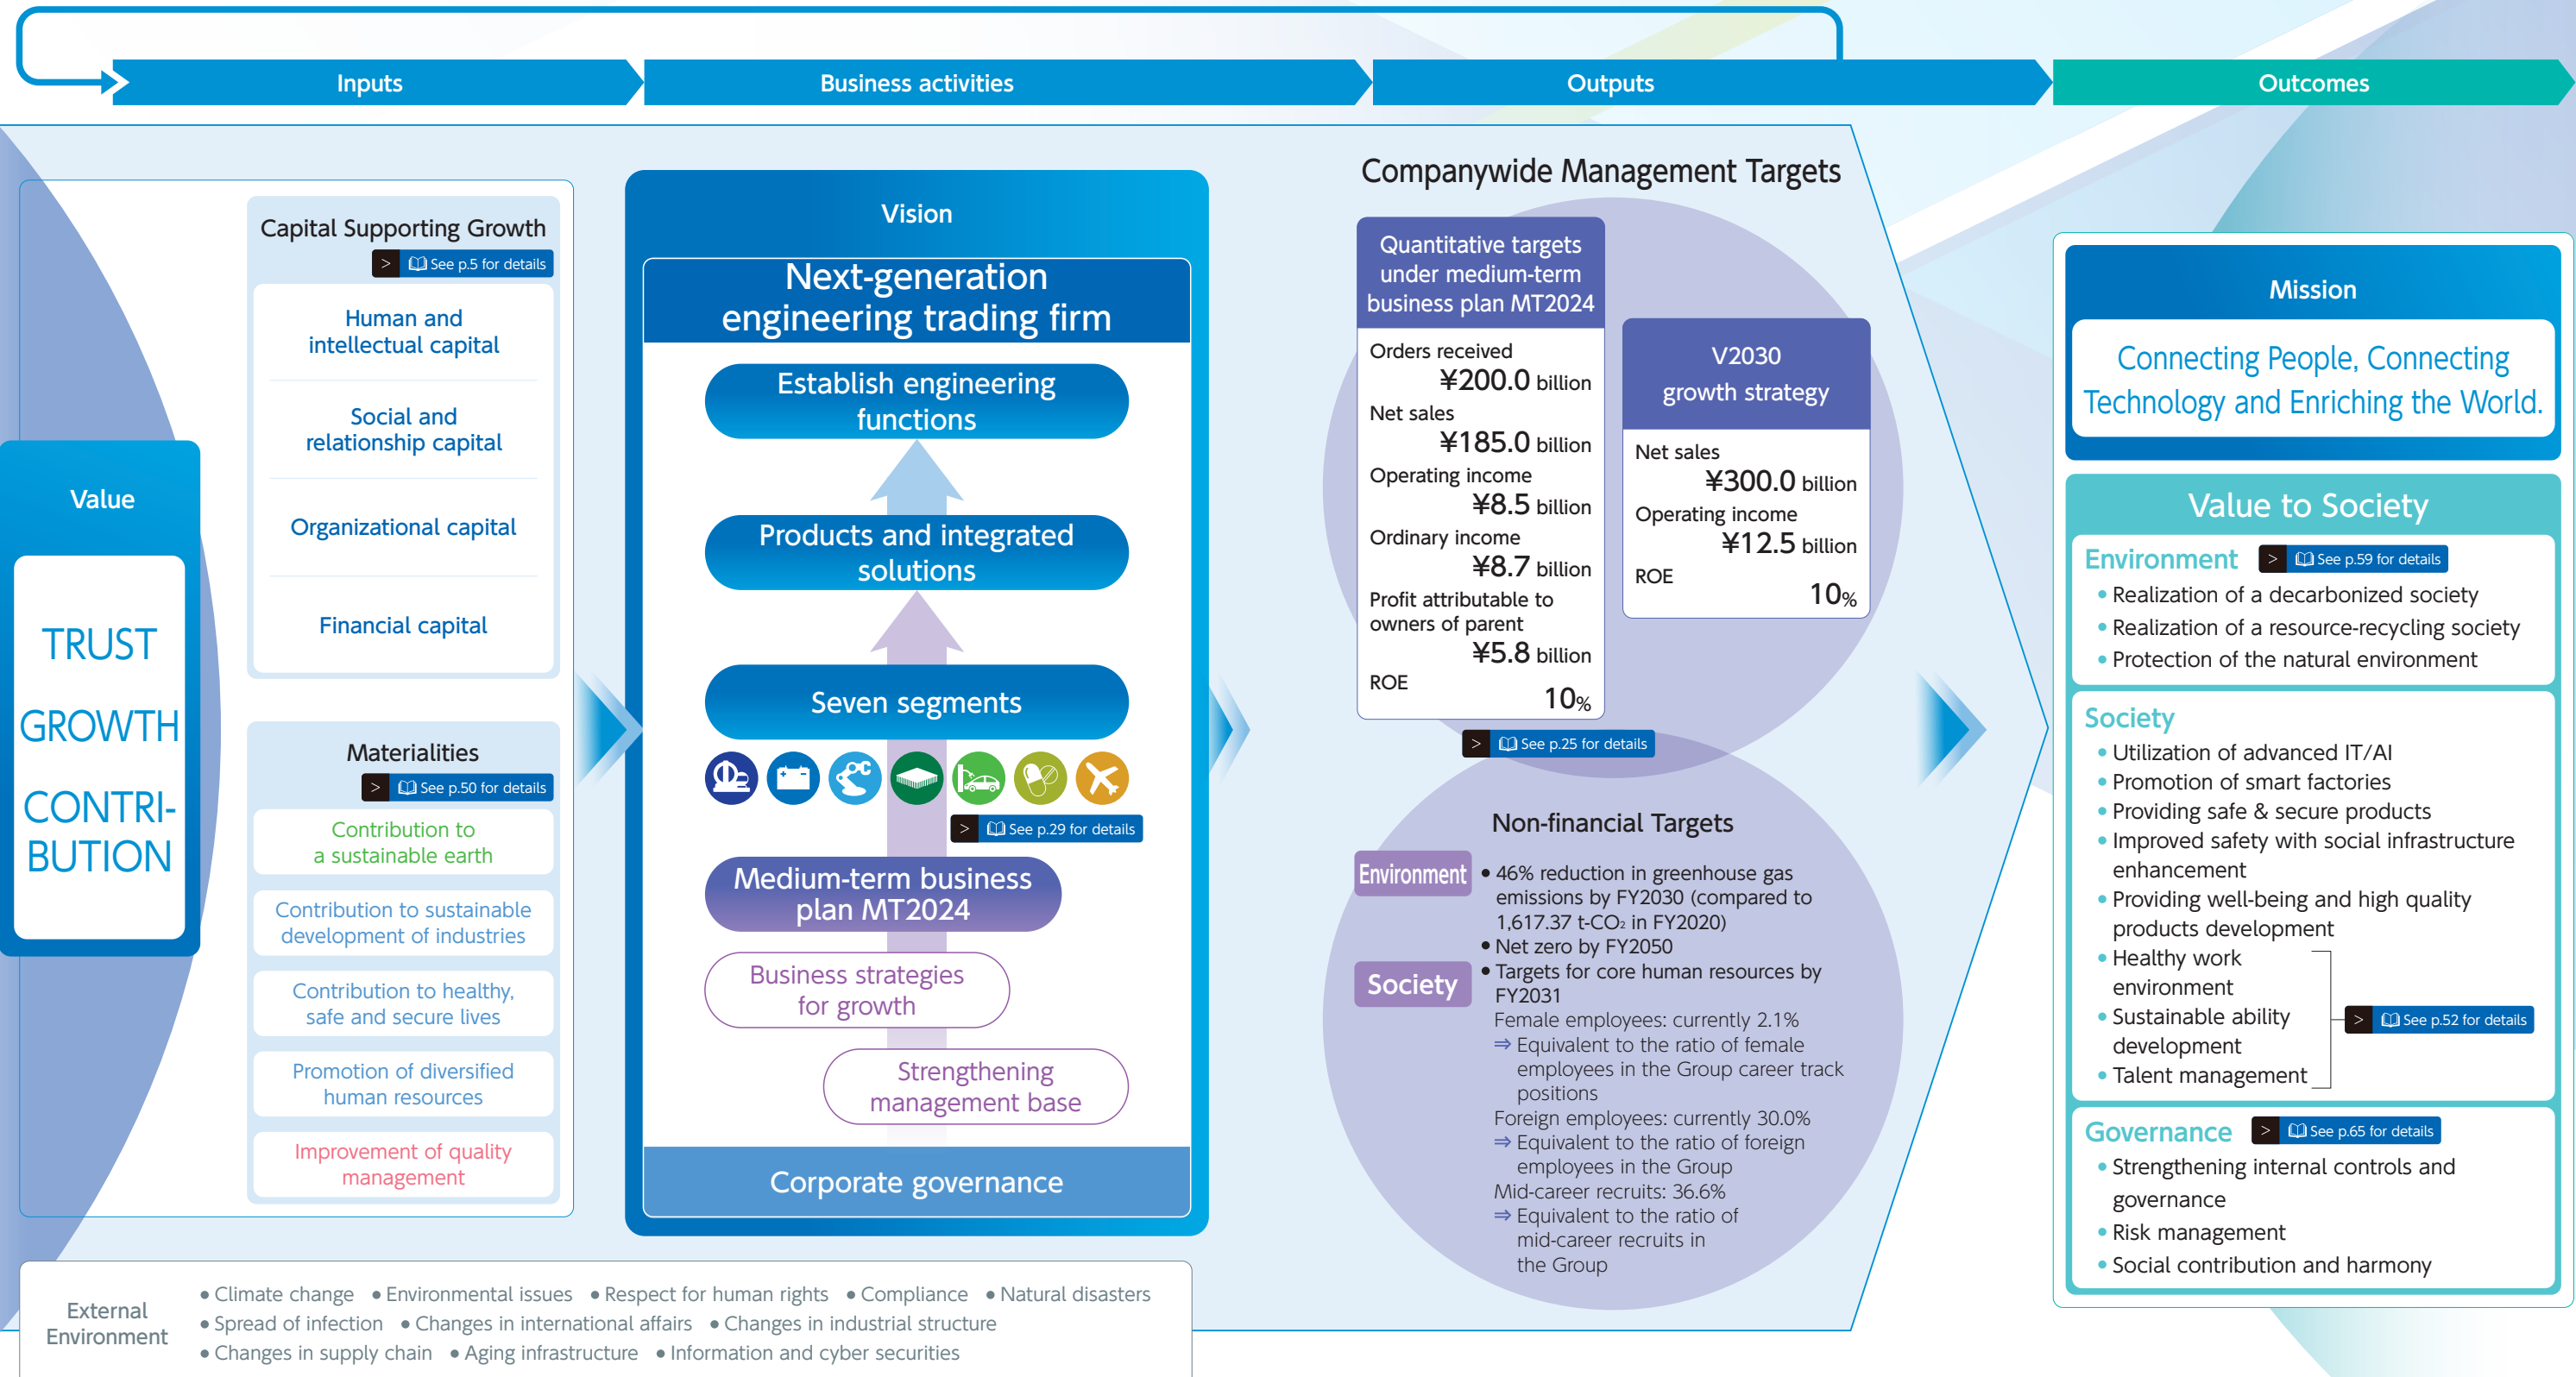 Inputs
Business activities
Outputs
Outcomes
Value
TRUST
GROWTH
CONTRI-
BUTION
Capital Supporting Growth
> See p.5 for details
Human and
intellectual capital
Social and
relationship capital
Organizational capital
Financial capital
Materialities
> See p.50 for details
Contribution to
a sustainable earth
Contribution to sustainable
development of industries
Contribution to healthy,
safe and secure lives
Promotion of diversified
human resources
Improvement of quality
management
Vision
Next-generation
engineering trading firm
Establish engineering
functions
Products and integrated
solutions
Seven segments
> See p.29 for details
Medium-term business
plan MT2024
Business strategies
for growth
Strengthening
management base
Corporate governance
Companywide Management Targets
Quantitative targets
under medium-term
business plan MT2024
Orders received
¥200.0 billion
Net sales
¥185.0 billion
Operating income
¥8.5 billion
Ordinary income
¥8.7 billion
Profit attributable to
owners of parent
¥5.8 billion
ROE
10%
V2030
growth strategy
Net sales
¥300.0 billion
Operating income
¥12.5 billion
ROE
10%
> See p.25 for details
Non-financial Targets
Environment
• 46% reduction in greenhouse gas
emissions by FY2030 (compared to
1,617.37 t-CO₂ in FY2020)
• Net zero by FY2050
Society
• Targets for core human resources by
FY2031
Female employees: currently 2.1%
⇒ Equivalent to the ratio of female
employees in the Group career track
positions
Foreign employees: currently 30.0%
⇒ Equivalent to the ratio of foreign
employees in the Group
Mid-career recruits: 36.6%
⇒ Equivalent to the ratio of
mid-career recruits in
the Group
Mission
Connecting People, Connecting
Technology and Enriching the World.
Value to Society
Environment > See p.59 for details
• Realization of a decarbonized society
• Realization of a resource-recycling society
• Protection of the natural environment
Society
• Utilization of advanced IT/AI
• Promotion of smart factories
• Providing safe & secure products
• Improved safety with social infrastructure
enhancement
• Providing well-being and high quality
products development
• Healthy work
environment
• Sustainable ability
development
• Talent management
> See p.52 for details
Governance > See p.65 for details
• Strengthening internal controls and
governance
• Risk management
• Social contribution and harmony
External
Environment
• Climate change • Environmental issues • Respect for human rights • Compliance • Natural disasters
• Spread of infection • Changes in international affairs • Changes in industrial structure
• Changes in supply chain • Aging infrastructure • Information and cyber securities